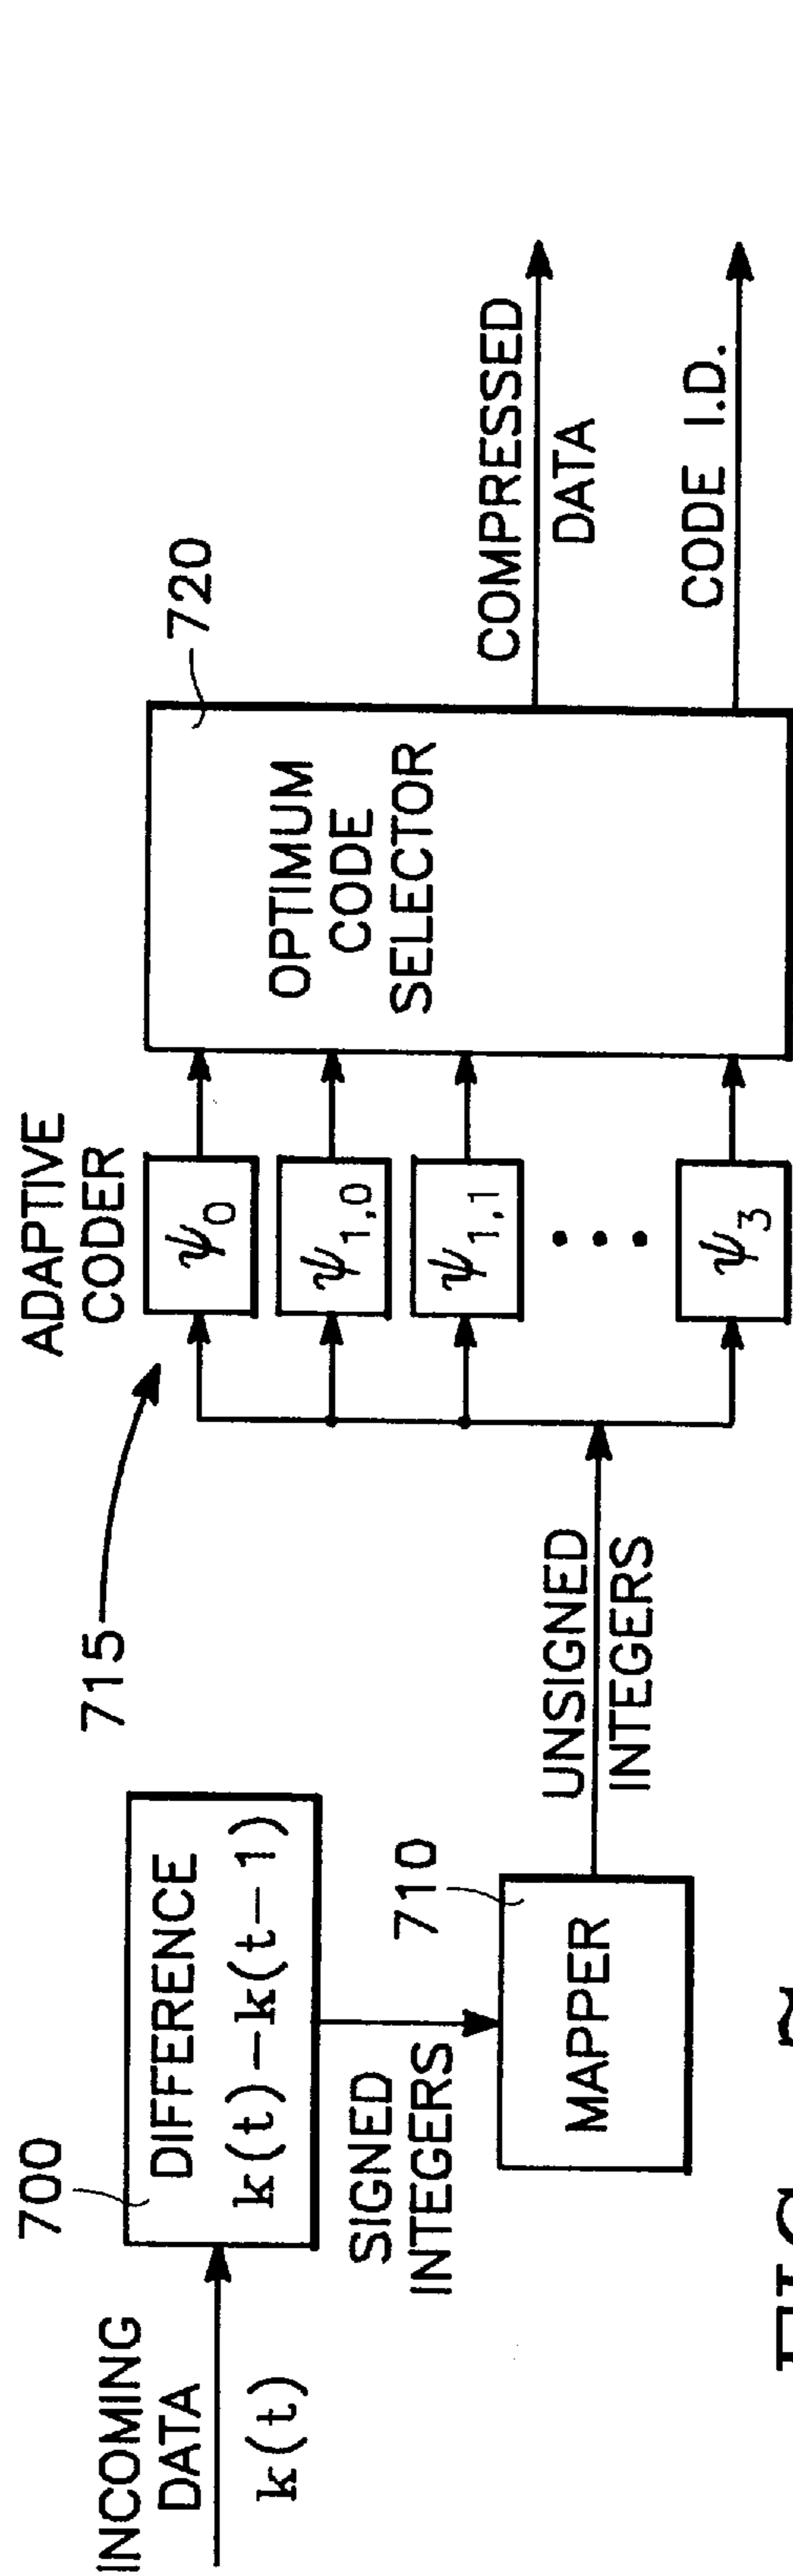 INCOMING
DATA
k(t)
700
DIFFERENCE
k(t)-k(t-1)
SIGNED
INTEGERS
710
MAPPER
UNSIGNED
INTEGERS
715
ADAPTIVE
CODER
ψ0
ψ1,0
ψ1,1
ψ3
720
OPTIMUM
CODE
SELECTOR
COMPRESSED
DATA
CODE I.D.